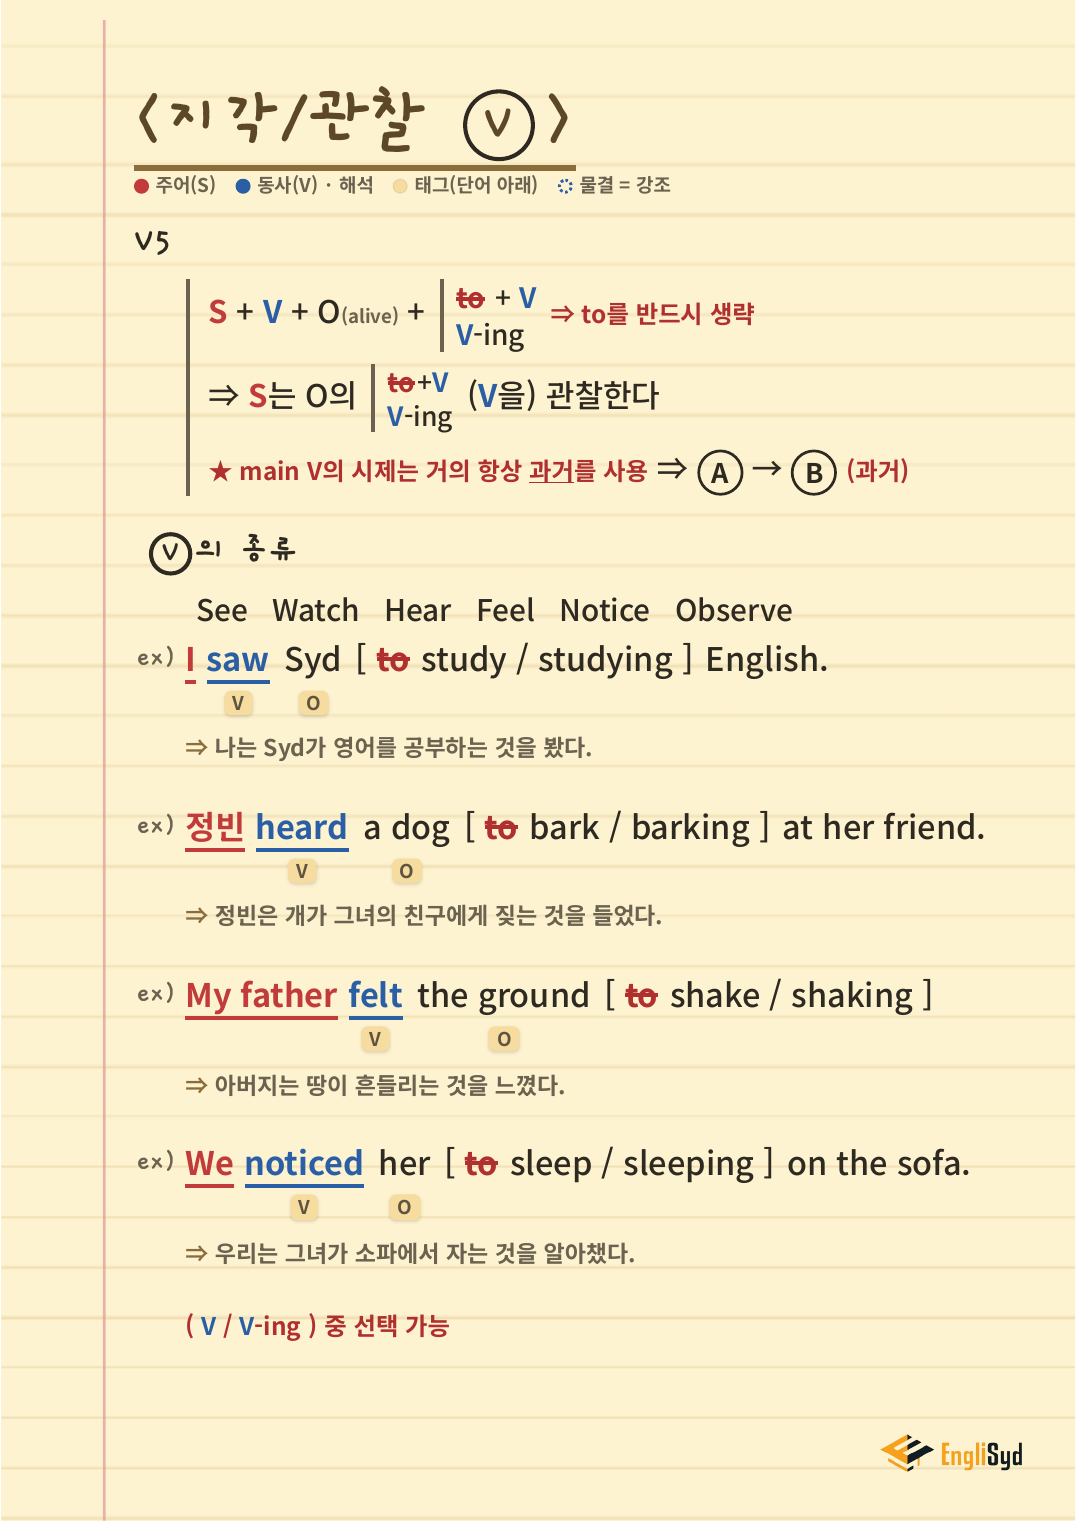 <지각/관찰 Ⓥ>
주어(S) 동사(V) · 해석 태그(단어 아래) 물결 = 강조
V5
S + V + O(alive) + to + V ⇒ to를 반드시 생략
V-ing
⇒ S는 O의 to+V (V을) 관찰한다
V-ing
★ main V의 시제는 거의 항상 과거를 사용 ⇒ Ⓐ → Ⓑ (과거)
Ⓥ의 종류
See Watch Hear Feel Notice Observe
ex) I saw Syd [ to study / studying ] English.
V O
⇒ 나는 Syd가 영어를 공부하는 것을 봤다.
ex) 정빈 heard a dog [ to bark / barking ] at her friend.
V O
⇒ 정빈은 개가 그녀의 친구에게 짖는 것을 들었다.
ex) My father felt the ground [ to shake / shaking ]
V O
⇒ 아버지는 땅이 흔들리는 것을 느꼈다.
ex) We noticed her [ to sleep / sleeping ] on the sofa.
V O
⇒ 우리는 그녀가 소파에서 자는 것을 알아챘다.
( V / V-ing ) 중 선택 가능
EngliSyd